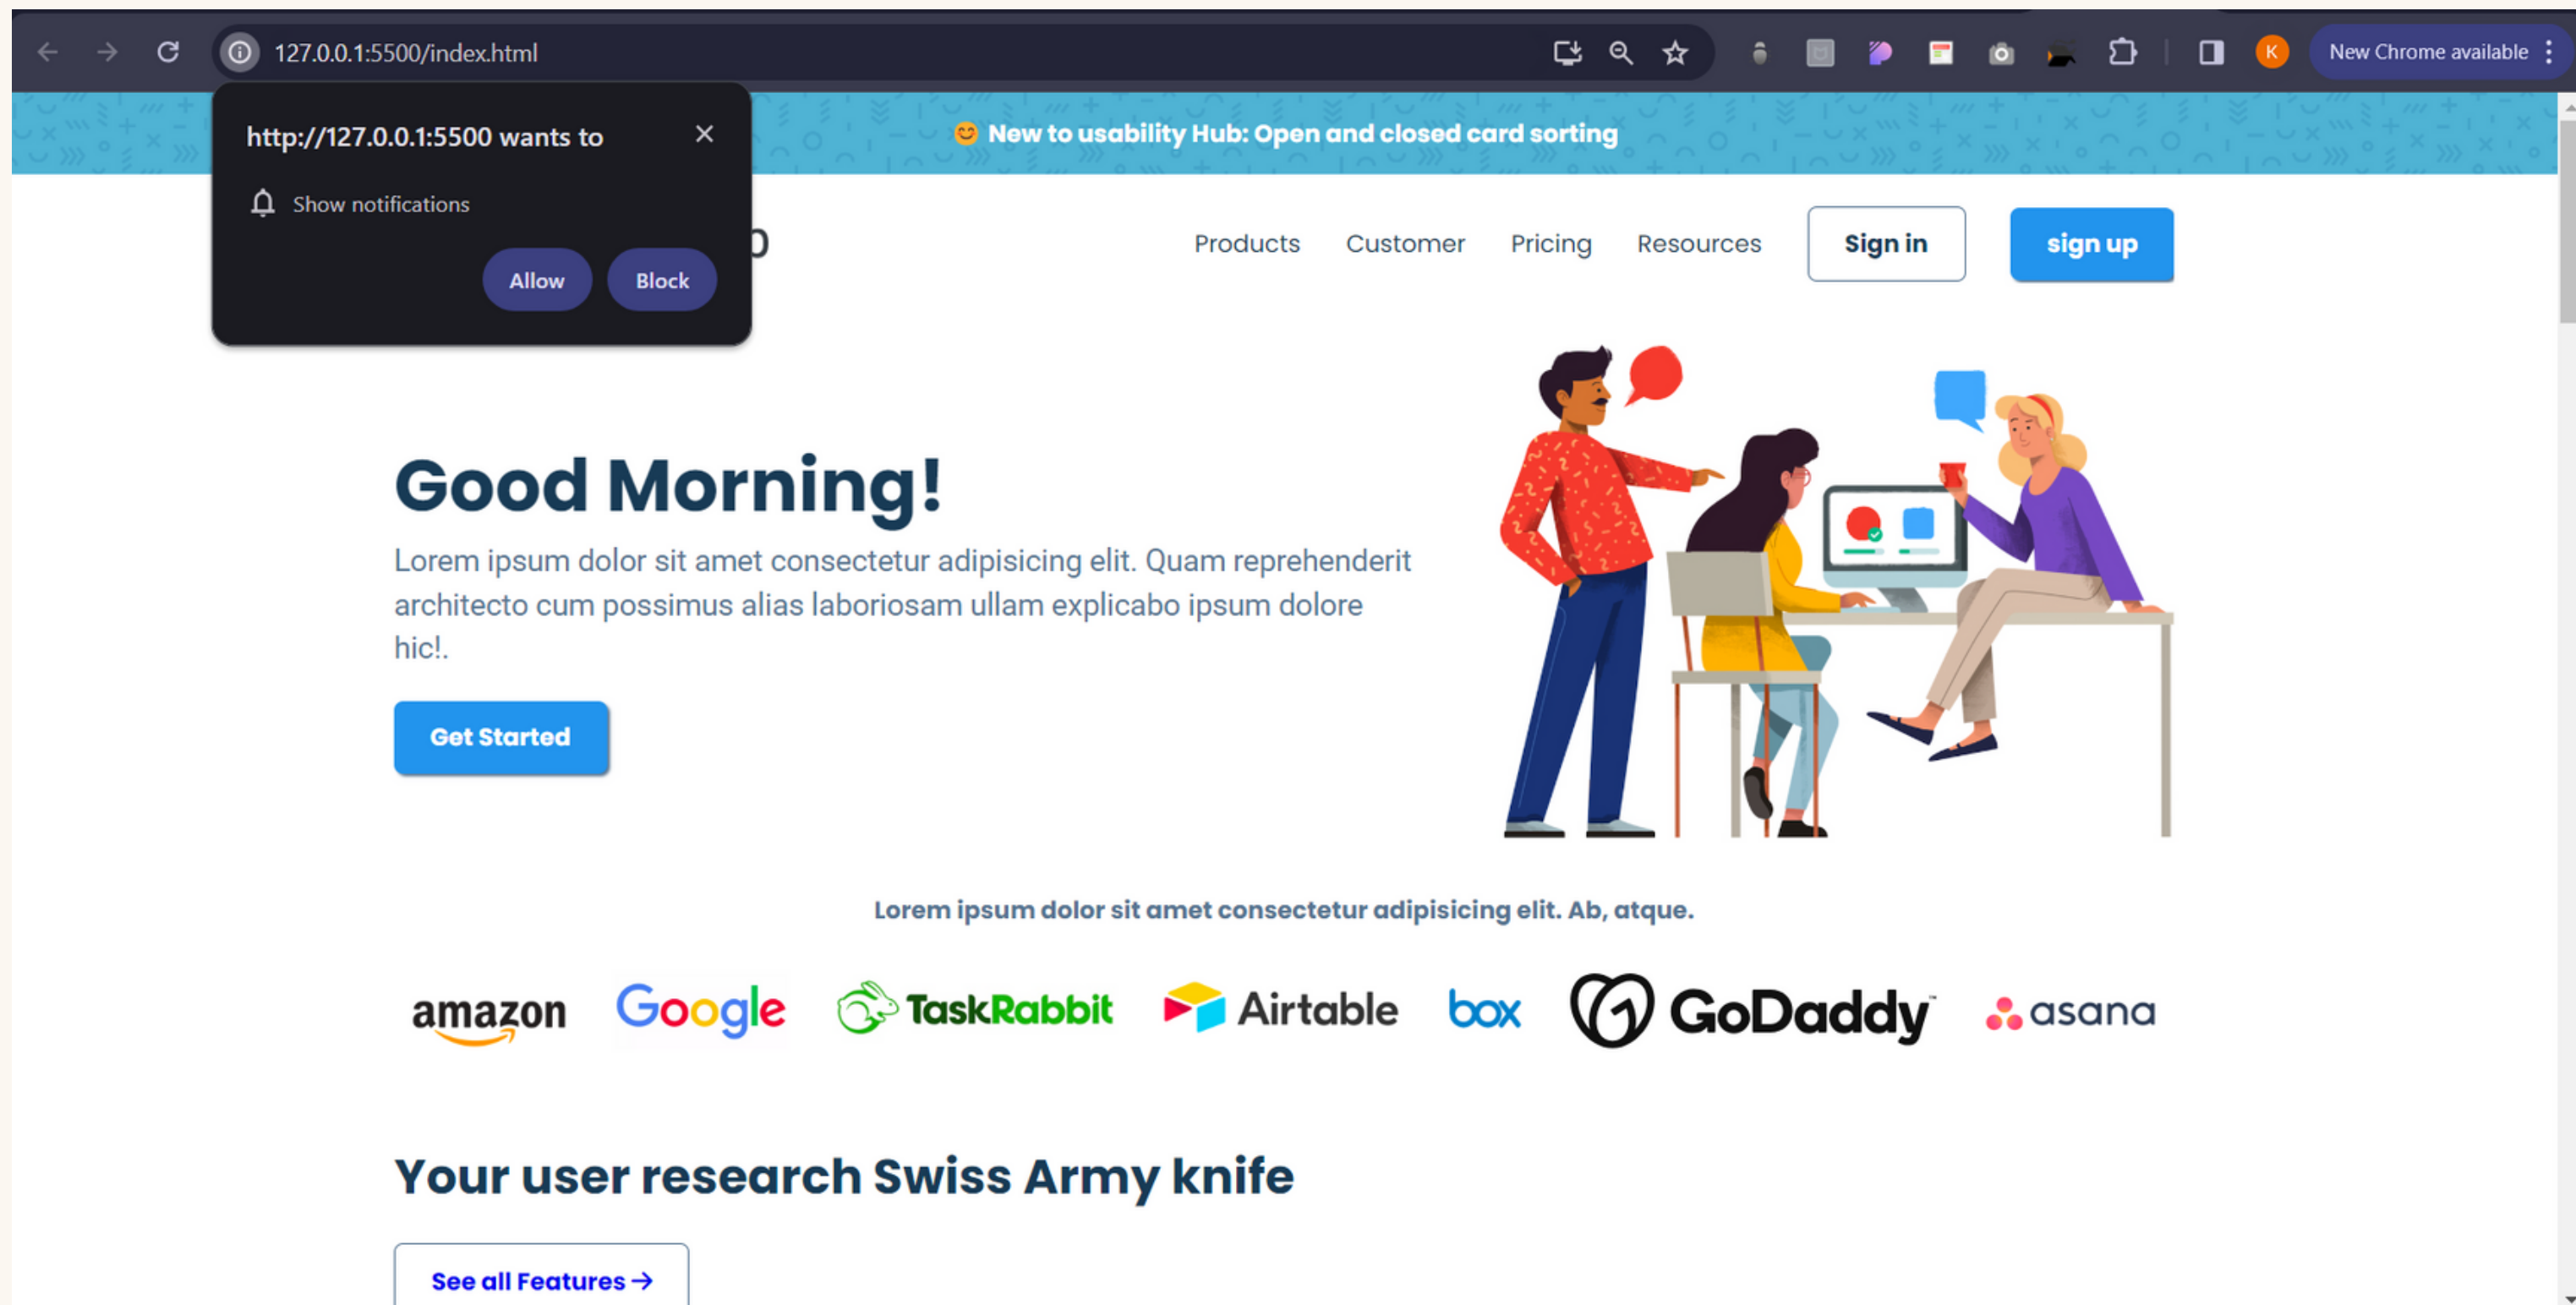 127.0.0.1:5500/index.html
K
New Chrome available
http://127.0.0.1:5500 wants to
Show notifications
Allow
Block
😊 New to usability Hub: Open and closed card sorting
Products
Customer
Pricing
Resources
Sign in
sign up
Good Morning!
Lorem ipsum dolor sit amet consectetur adipisicing elit. Quam reprehenderit
architecto cum possimus alias laboriosam ullam explicabo ipsum dolore
hic!.
Get Started
Lorem ipsum dolor sit amet consectetur adipisicing elit. Ab, atque.
amazon
Google
TaskRabbit
Airtable
box
GoDaddy™
asana
Your user research Swiss Army knife
See all Features →